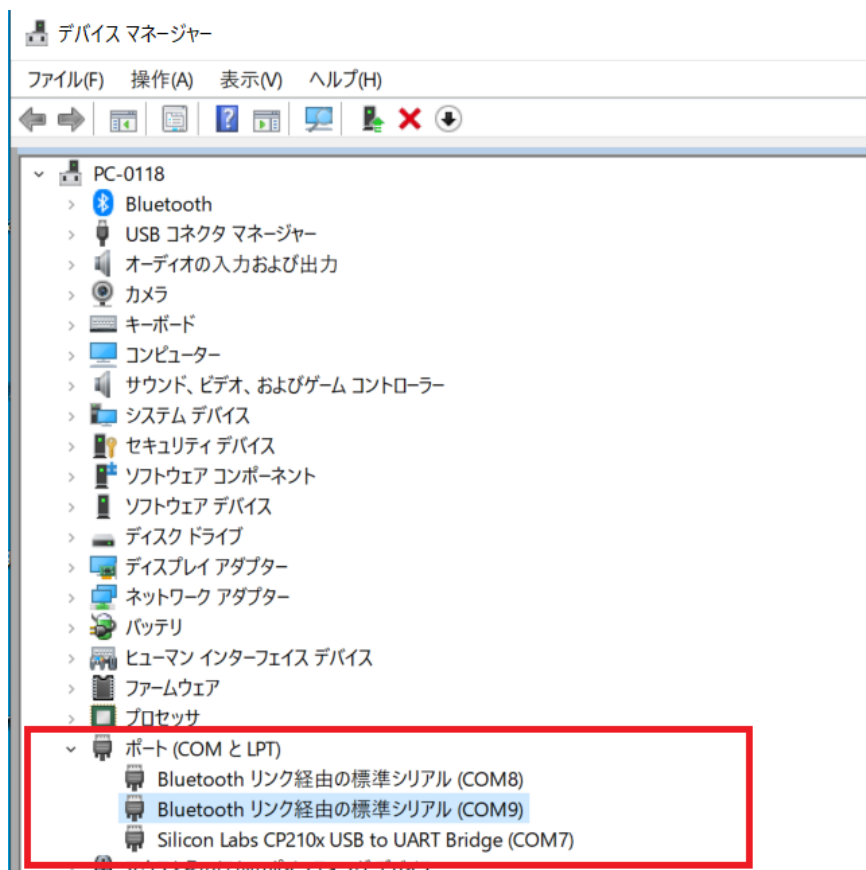 デバイス マネージャー
ファイル(F) 操作(A) 表示(V) ヘルプ(H)
PC-0118
Bluetooth
USB コネクタ マネージャー
オーディオの入力および出力
カメラ
キーボード
コンピューター
サウンド、ビデオ、およびゲーム コントローラー
システム デバイス
セキュリティ デバイス
ソフトウェア コンポーネント
ソフトウェア デバイス
ディスク ドライブ
ディスプレイ アダプター
ネットワーク アダプター
バッテリ
ヒューマン インターフェイス デバイス
ファームウェア
プロセッサ
ポート (COM と LPT)
Bluetooth リンク経由の標準シリアル (COM8)
Bluetooth リンク経由の標準シリアル (COM9)
Silicon Labs CP210x USB to UART Bridge (COM7)